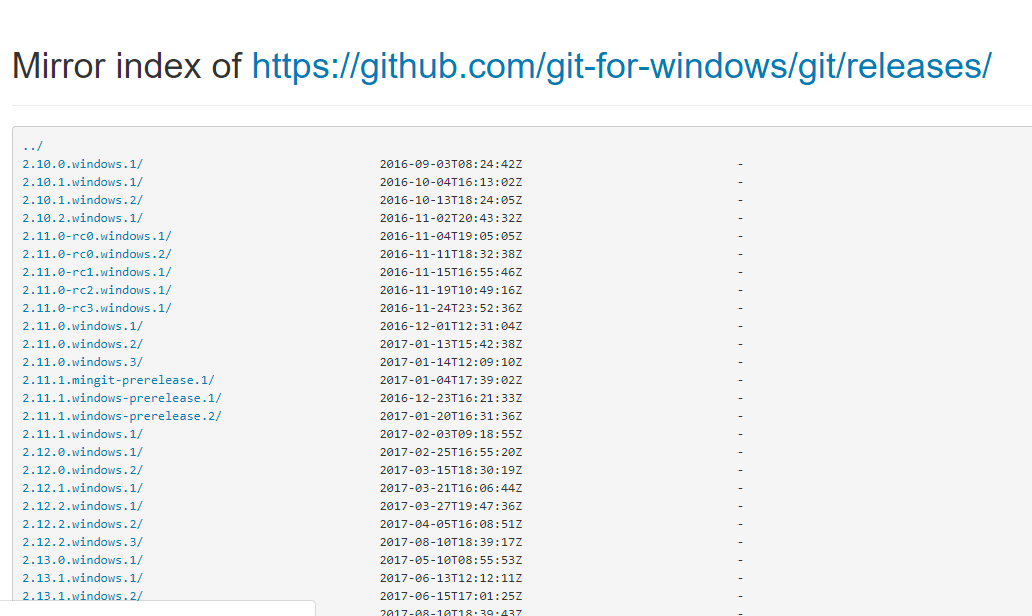 Mirror index of https://github.com/git-for-windows/git/releases/
../
2.10.0.windows.1/ 2016-09-03T08:24:42Z -
2.10.1.windows.1/ 2016-10-04T16:13:02Z -
2.10.1.windows.2/ 2016-10-13T18:24:05Z -
2.10.2.windows.1/ 2016-11-02T20:43:32Z -
2.11.0-rc0.windows.1/ 2016-11-04T19:05:05Z -
2.11.0-rc0.windows.2/ 2016-11-11T18:32:38Z -
2.11.0-rc1.windows.1/ 2016-11-15T16:55:46Z -
2.11.0-rc2.windows.1/ 2016-11-19T10:49:16Z -
2.11.0-rc3.windows.1/ 2016-11-24T23:52:36Z -
2.11.0.windows.1/ 2016-12-01T12:31:04Z -
2.11.0.windows.2/ 2017-01-13T15:42:38Z -
2.11.0.windows.3/ 2017-01-14T12:09:10Z -
2.11.1.mingit-prerelease.1/ 2017-01-04T17:39:02Z -
2.11.1.windows-prerelease.1/ 2016-12-23T16:21:33Z -
2.11.1.windows-prerelease.2/ 2017-01-20T16:31:36Z -
2.11.1.windows.1/ 2017-02-03T09:18:55Z -
2.12.0.windows.1/ 2017-02-25T16:55:20Z -
2.12.0.windows.2/ 2017-03-15T18:30:19Z -
2.12.1.windows.1/ 2017-03-21T16:06:44Z -
2.12.2.windows.1/ 2017-03-27T19:47:36Z -
2.12.2.windows.2/ 2017-04-05T16:08:51Z -
2.12.2.windows.3/ 2017-08-10T18:39:17Z -
2.13.0.windows.1/ 2017-05-10T08:55:53Z -
2.13.1.windows.1/ 2017-06-13T12:12:11Z -
2.13.1.windows.2/ 2017-06-15T17:01:25Z -
2017-08-10T18:39:43Z -